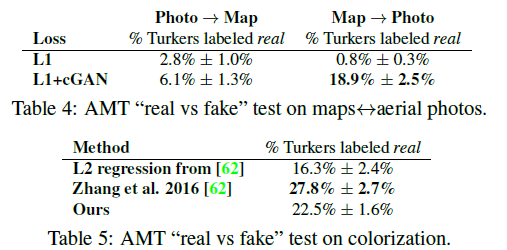 Photo → Map Map → Photo
Loss % Turkers labeled real % Turkers labeled real
L1 2.8% ± 1.0% 0.8% ± 0.3%
L1+cGAN 6.1% ± 1.3% 18.9% ± 2.5%
Table 4: AMT “real vs fake” test on maps↔aerial photos.
Method % Turkers labeled real
L2 regression from [62] 16.3% ± 2.4%
Zhang et al. 2016 [62] 27.8% ± 2.7%
Ours 22.5% ± 1.6%
Table 5: AMT “real vs fake” test on colorization.